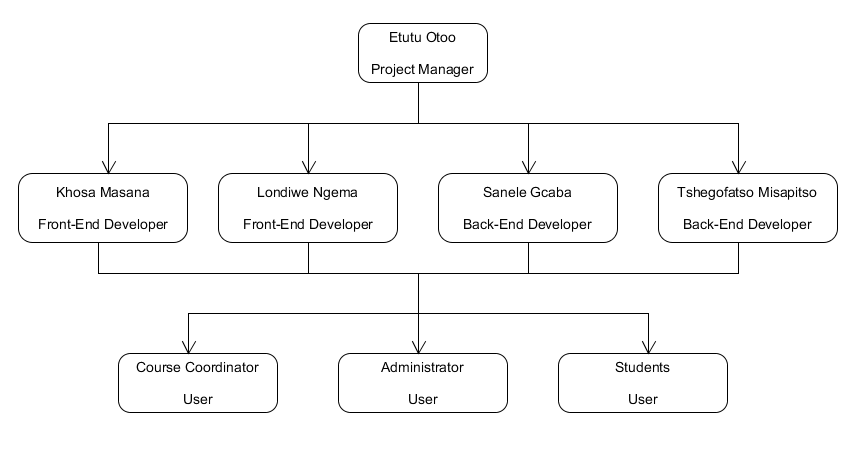 Etutu Otoo
Project Manager
Khosa Masana
Front-End Developer
Londiwe Ngema
Front-End Developer
Sanele Gcaba
Back-End Developer
Tshegofatso Misapitso
Back-End Developer
Course Coordinator
User
Administrator
User
Students
User